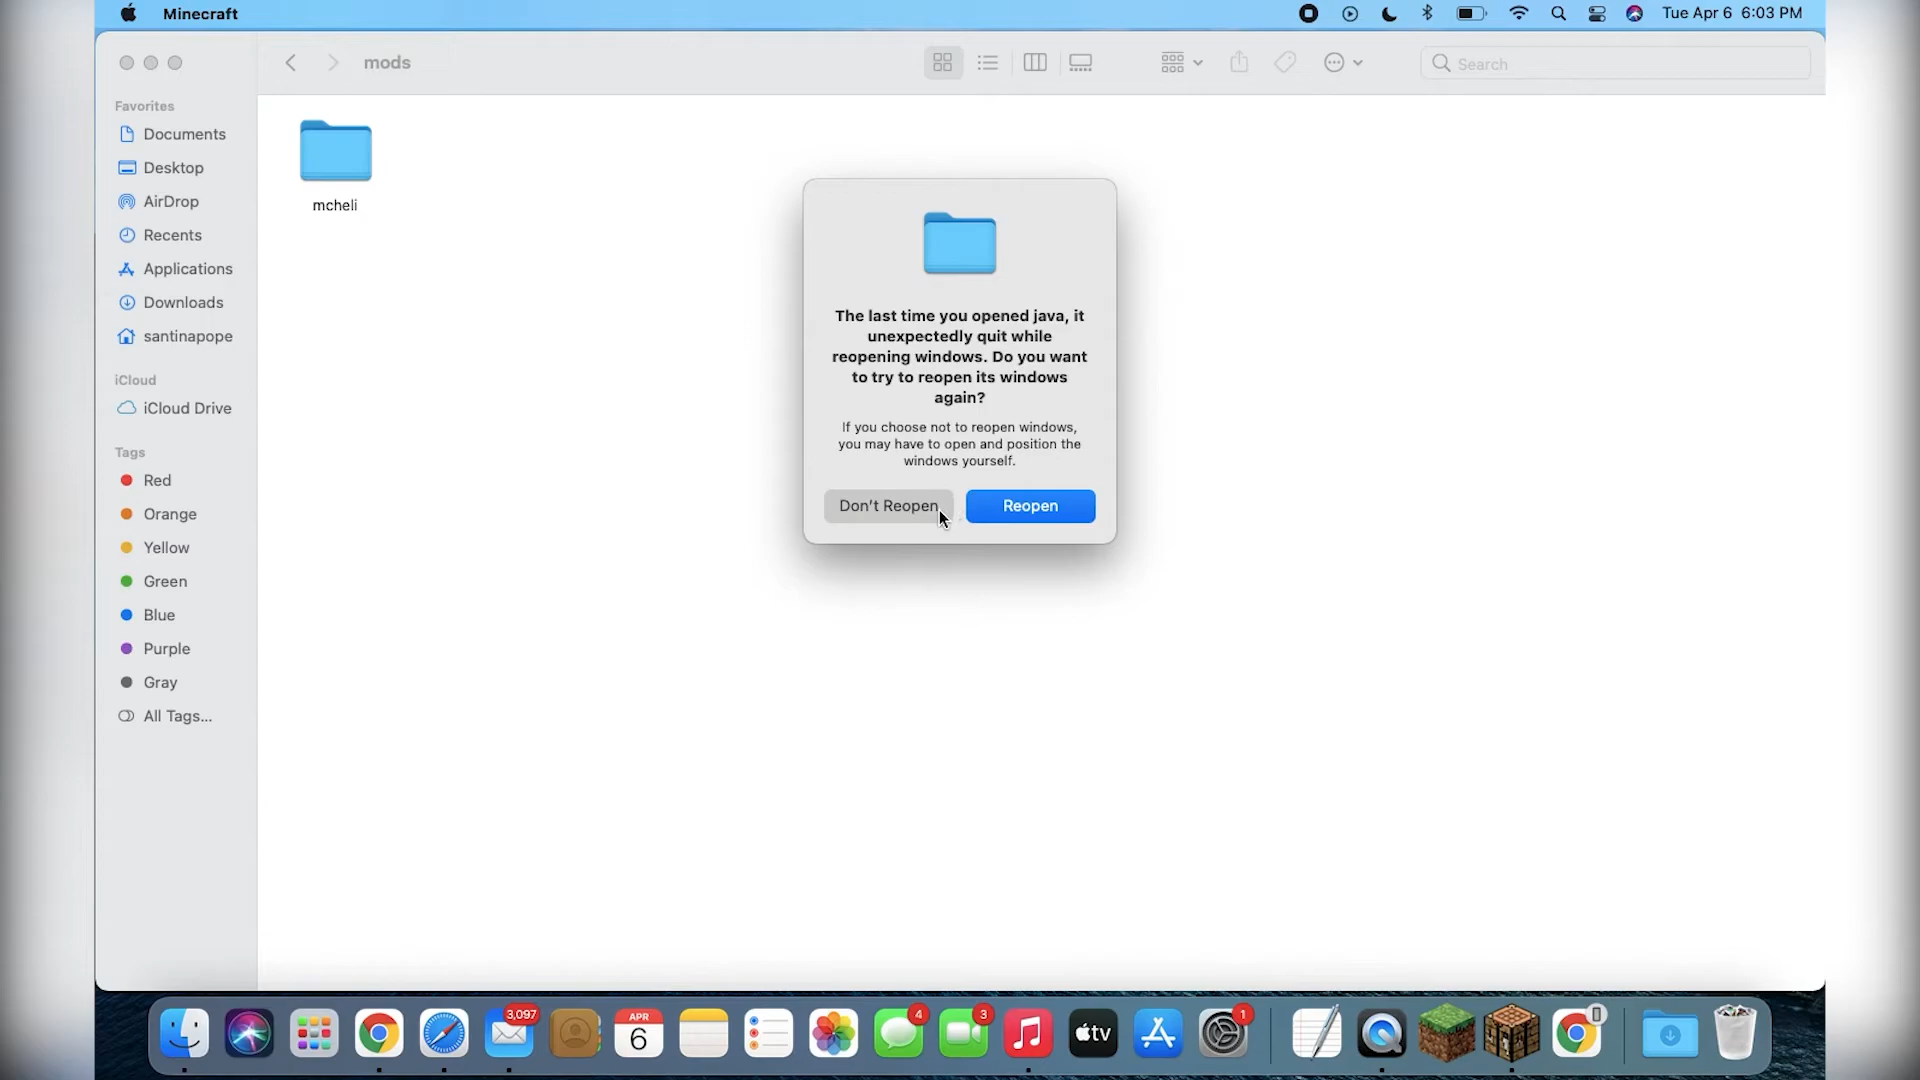 Minecraft
Tue Apr 6 6:03 PM
mods
Search
Favorites
Documents
Desktop
AirDrop
Recents
Applications
Downloads
santinapope
iCloud
iCloud Drive
Tags
Red
Orange
Yellow
Green
Blue
Purple
Gray
All Tags...
mcheli
The last time you opened java, it
unexpectedly quit while
reopening windows. Do you want
to try to reopen its windows
again?
If you choose not to reopen windows,
you may have to open and position the
windows yourself.
Don't Reopen
Reopen
3,097
APR
6
4
3
tv
1